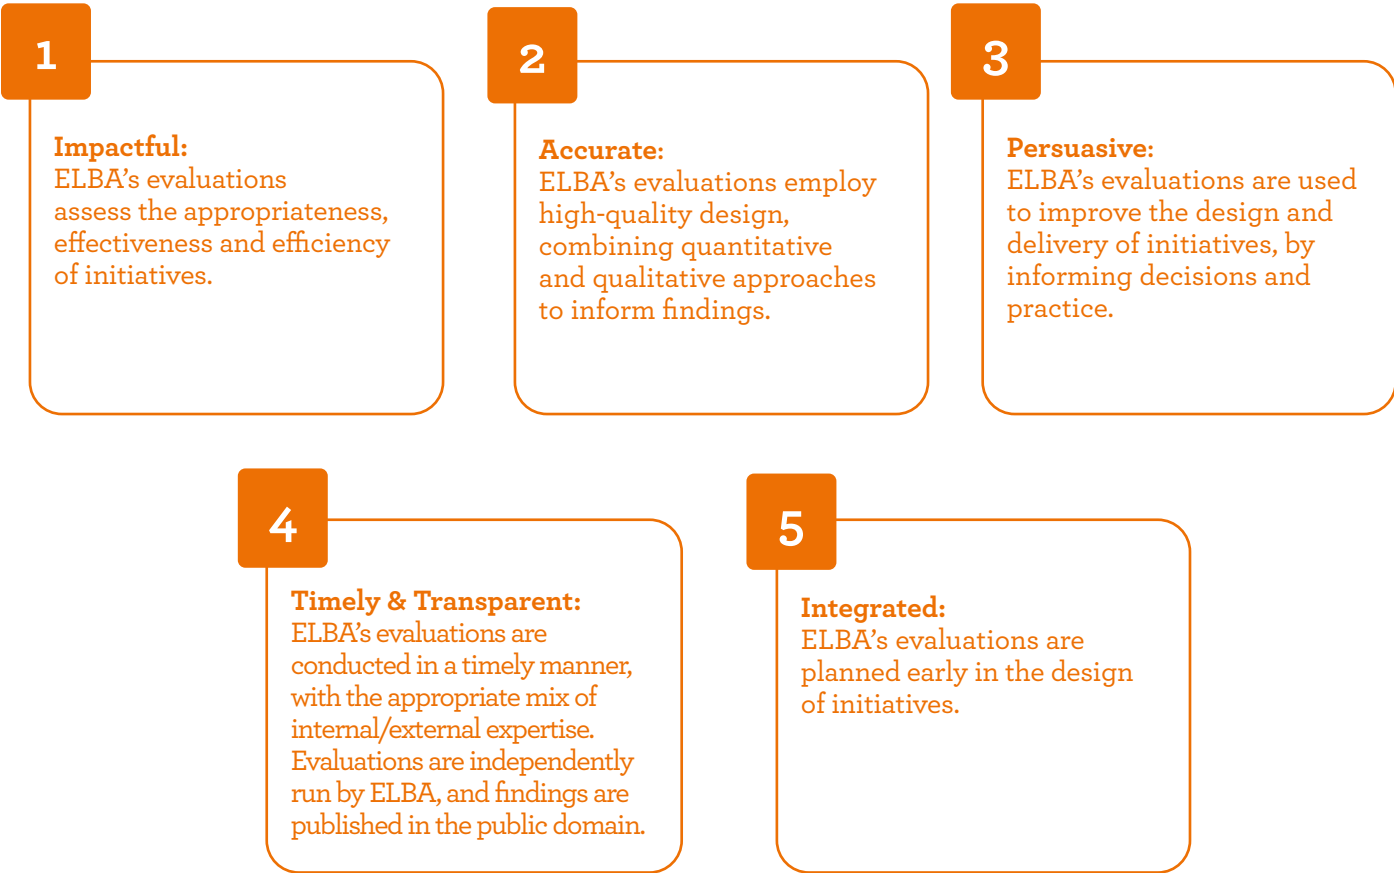 1
Impactful:
ELBA’s evaluations
assess the appropriateness,
effectiveness and efficiency
of initiatives.
2
Accurate:
ELBA’s evaluations employ
high-quality design,
combining quantitative
and qualitative approaches
to inform findings.
3
Persuasive:
ELBA’s evaluations are used
to improve the design and
delivery of initiatives, by
informing decisions and
practice.
4
Timely & Transparent:
ELBA’s evaluations are
conducted in a timely manner,
with the appropriate mix of
internal/external expertise.
Evaluations are independently
run by ELBA, and findings are
published in the public domain.
5
Integrated:
ELBA’s evaluations are
planned early in the design
of initiatives.